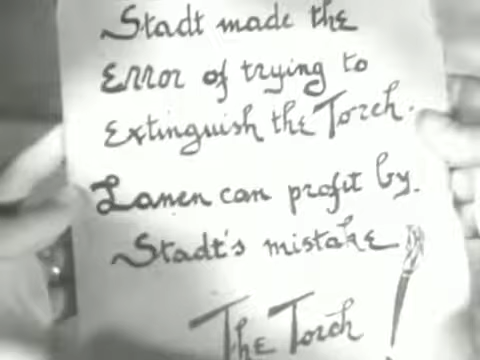 Stadt made the
error of trying to
Extinguish the Torch.
Lanen can profit by.
Stadt's mistake
The Torch